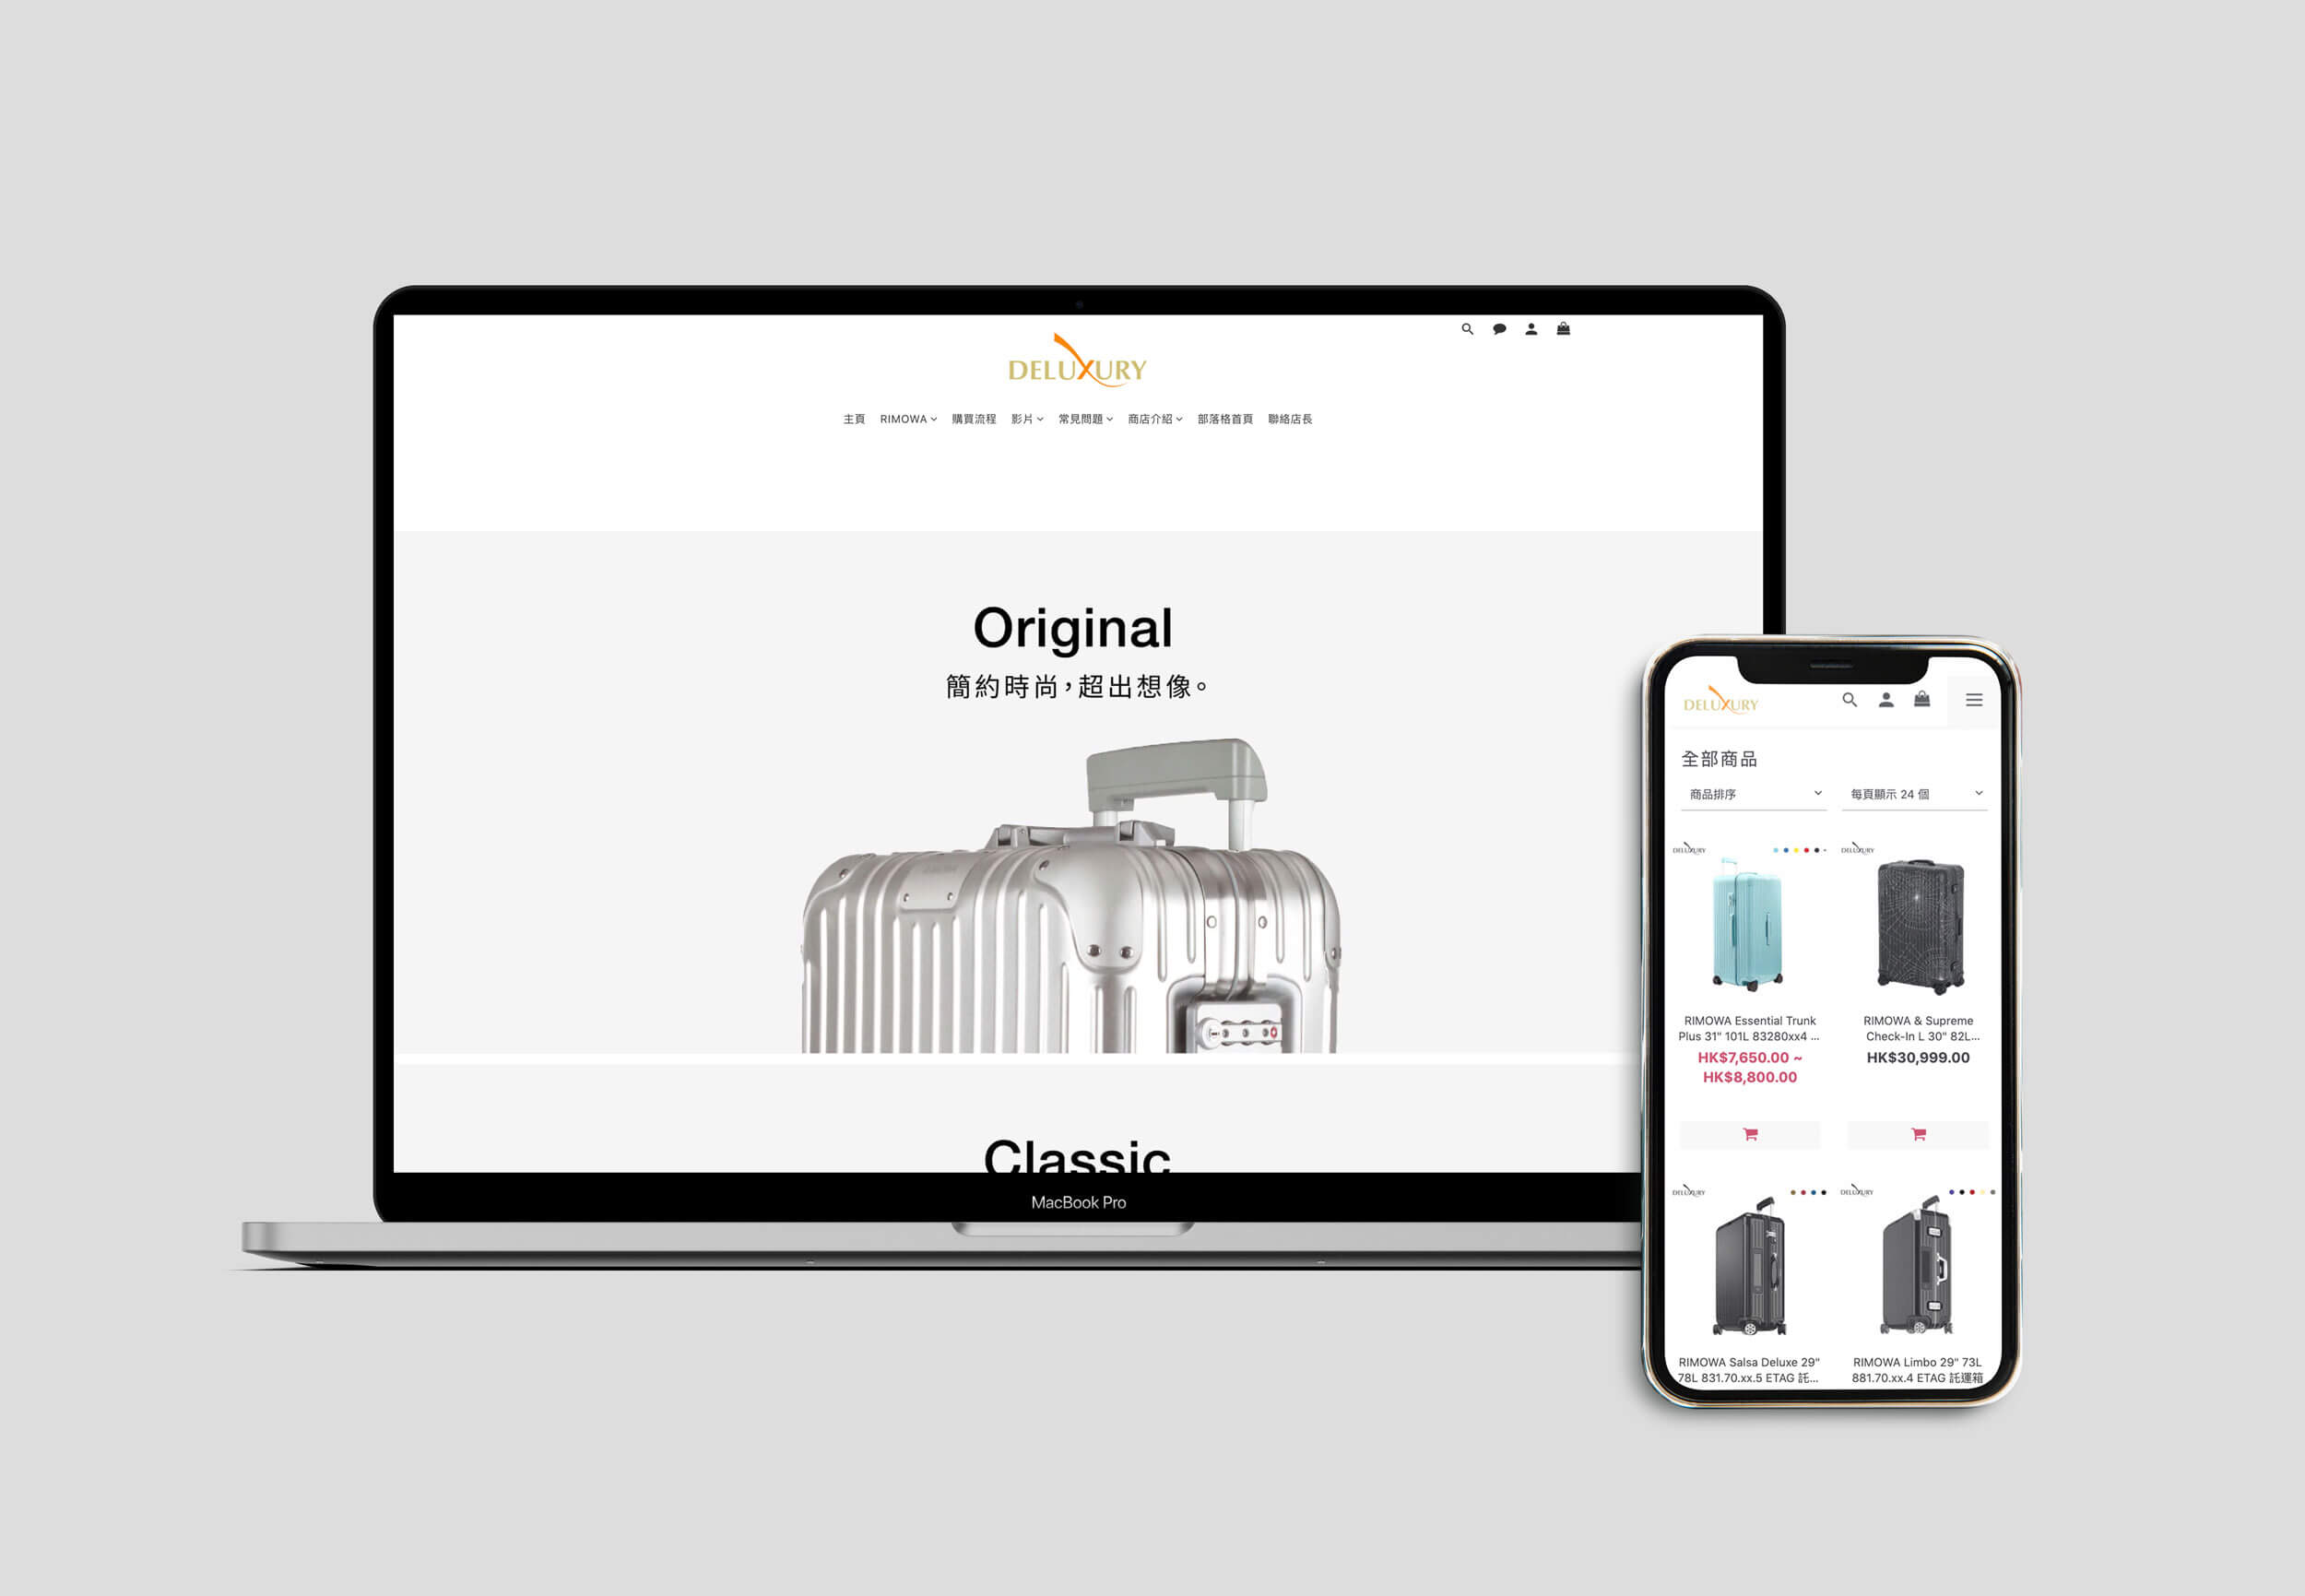 DELUXURY
主頁 RIMOWA 購買流程 影片 常見問題 商店介紹 部落格首頁 聯絡店長
Original
簡約時尚，超出想像。
Classic
MacBook Pro
DELUXURY
全部商品
商品排序 每頁顯示 24 個
DELUXURY DELUXURY
RIMOWA Essential Trunk
Plus 31" 101L 83280xx4 ...
HK$7,650.00 ~
HK$8,800.00
RIMOWA & Supreme
Check-In L 30" 82L...
HK$30,999.00
DELUXURY DELUXURY
RIMOWA Salsa Deluxe 29"
78L 831.70.xx.5 ETAG 託...
RIMOWA Limbo 29" 73L
881.70.xx.4 ETAG 託運箱